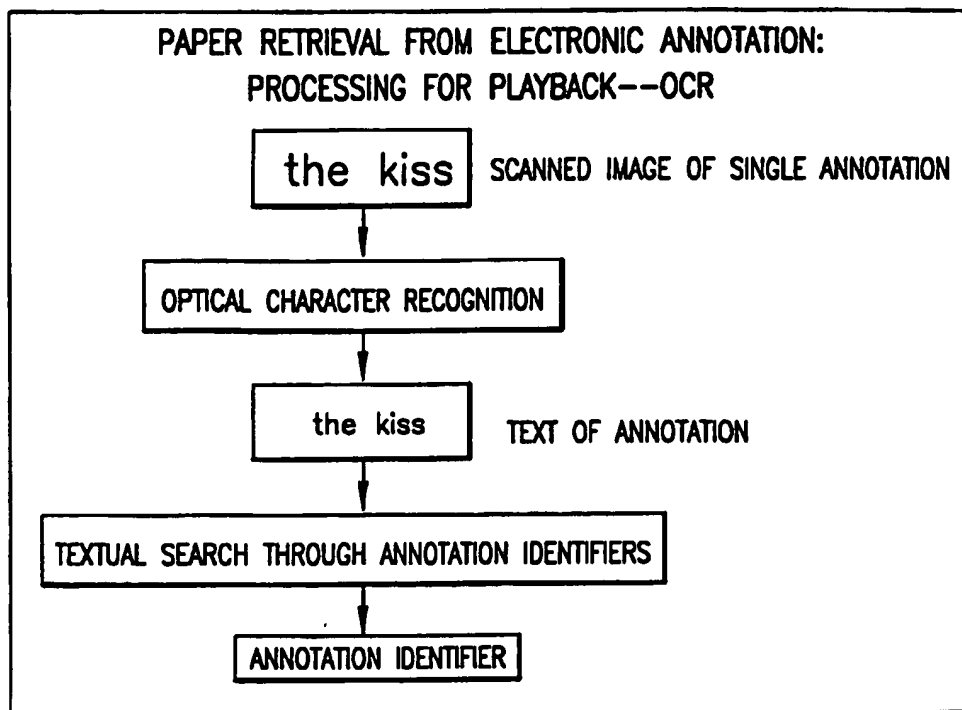 PAPER RETRIEVAL FROM ELECTRONIC ANNOTATION:
PROCESSING FOR PLAYBACK--OCR
the kiss SCANNED IMAGE OF SINGLE ANNOTATION
OPTICAL CHARACTER RECOGNITION
the kiss TEXT OF ANNOTATION
TEXTUAL SEARCH THROUGH ANNOTATION IDENTIFIERS
ANNOTATION IDENTIFIER